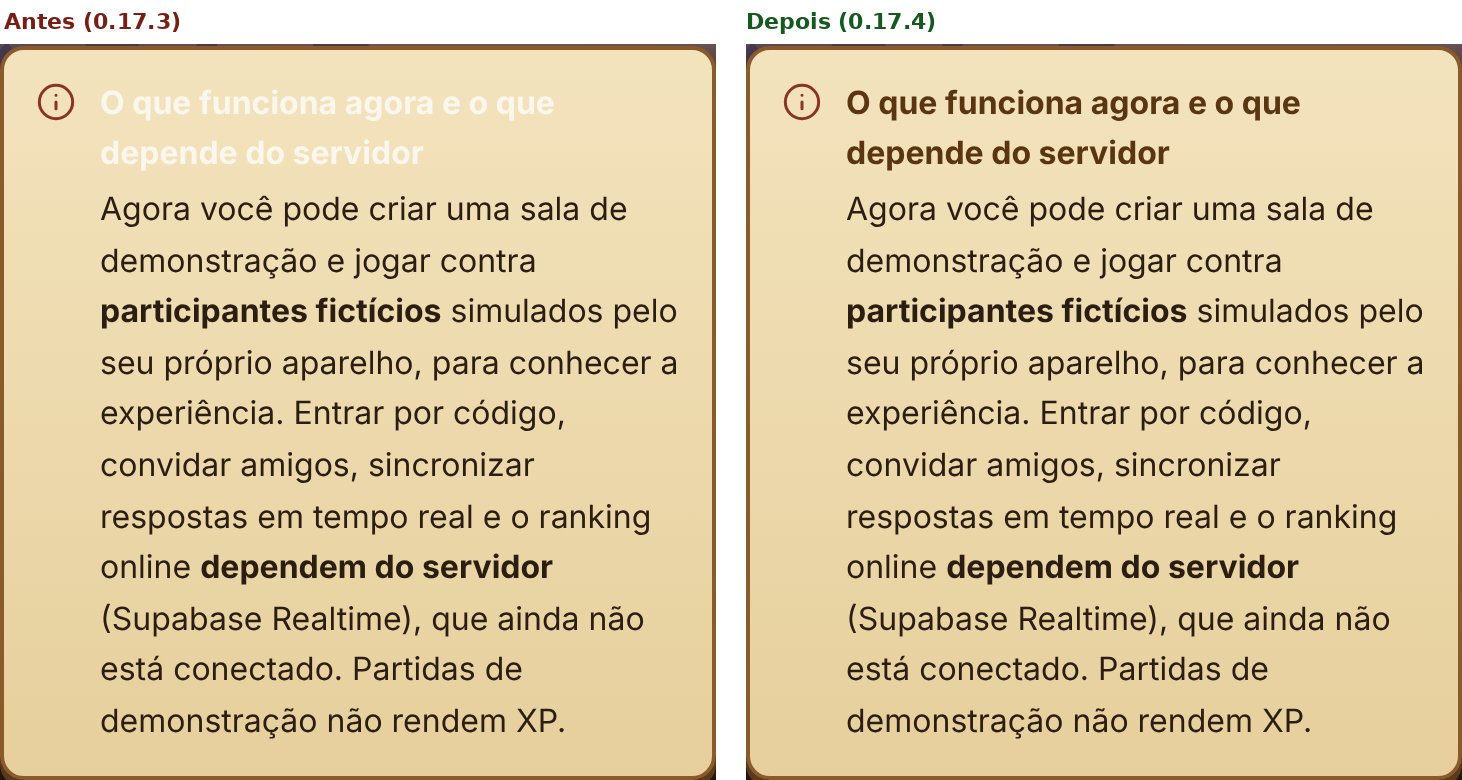 Antes (0.17.3)
O que funciona agora e o que
depende do servidor
Agora você pode criar uma sala de
demonstração e jogar contra
participantes fictícios simulados pelo
seu próprio aparelho, para conhecer a
experiência. Entrar por código,
convidar amigos, sincronizar
respostas em tempo real e o ranking
online dependem do servidor
(Supabase Realtime), que ainda não
está conectado. Partidas de
demonstração não rendem XP.
Depois (0.17.4)
O que funciona agora e o que
depende do servidor
Agora você pode criar uma sala de
demonstração e jogar contra
participantes fictícios simulados pelo
seu próprio aparelho, para conhecer a
experiência. Entrar por código,
convidar amigos, sincronizar
respostas em tempo real e o ranking
online dependem do servidor
(Supabase Realtime), que ainda não
está conectado. Partidas de
demonstração não rendem XP.